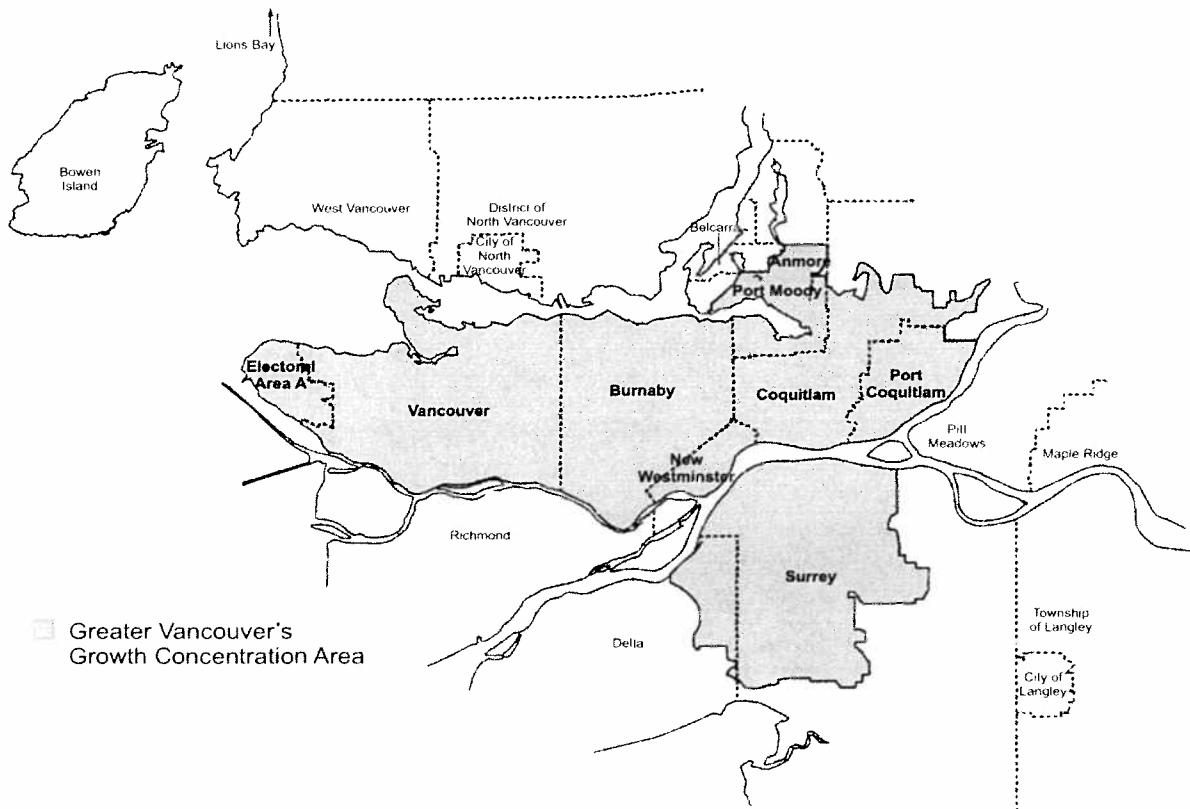 Lions Bay
Bowen
Island
West Vancouver
District of
North Vancouver
City of
North
Vancouver
Belcarra
Anmore
Port Moody
Electoral
Area A
Vancouver
Burnaby
Coquitlam
Port
Coquitlam
New
Westminster
Pill
Meadows
Maple Ridge
Richmond
Surrey
Della
Township
of Langley
City of
Langley
Greater Vancouver's
Growth Concentration Area